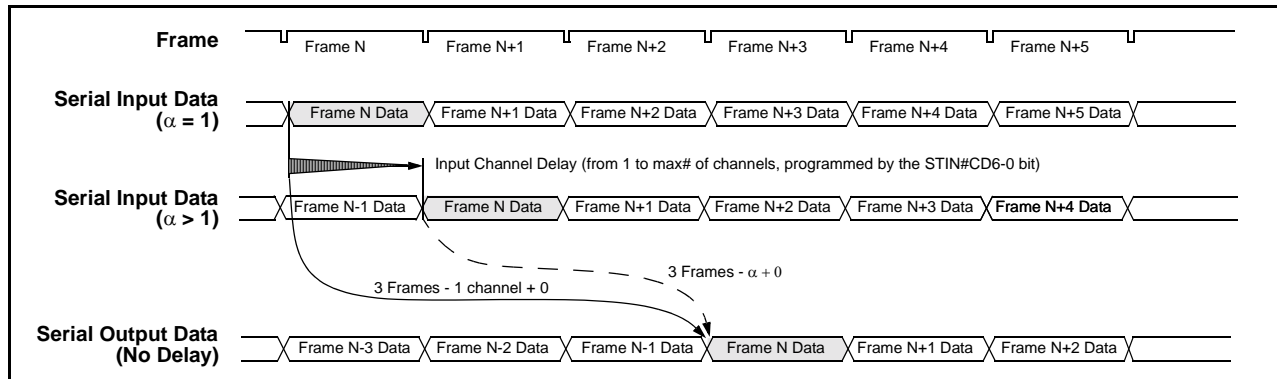 Frame
Frame N Frame N+1 Frame N+2 Frame N+3 Frame N+4 Frame N+5
Serial Input Data
(α = 1)
Frame N Data Frame N+1 Data Frame N+2 Data Frame N+3 Data Frame N+4 Data Frame N+5 Data
Input Channel Delay (from 1 to max# of channels, programmed by the STIN#CD6-0 bit)
Serial Input Data
(α > 1)
Frame N-1 Data Frame N Data Frame N+1 Data Frame N+2 Data Frame N+3 Data Frame N+4 Data
3 Frames - α + 0
3 Frames - 1 channel + 0
Serial Output Data
(No Delay)
Frame N-3 Data Frame N-2 Data Frame N-1 Data Frame N Data Frame N+1 Data Frame N+2 Data